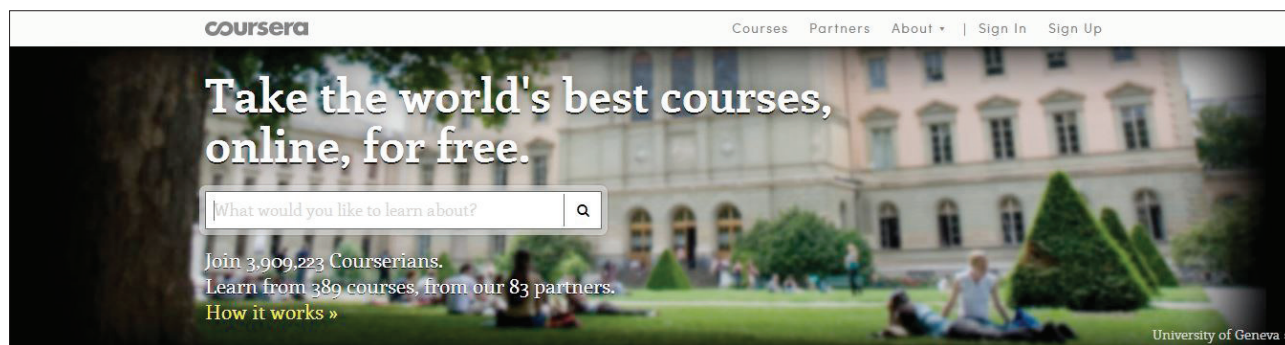 coursera
Courses Partners About ▾ | Sign In Sign Up
Take the world's best courses,
online, for free.
What would you like to learn about?
Join 3,909,223 Courserians.
Learn from 389 courses, from our 83 partners.
How it works »
University of Geneva